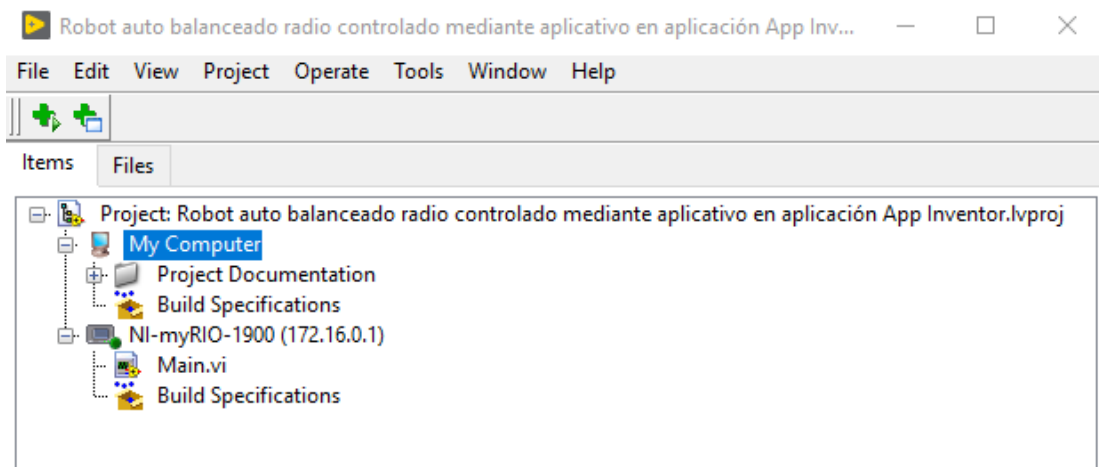 Robot auto balanceado radio controlado mediante aplicativo en aplicación App Inv...
File Edit View Project Operate Tools Window Help
Items Files
Project: Robot auto balanceado radio controlado mediante aplicativo en aplicación App Inventor.lvproj
My Computer
Project Documentation
Build Specifications
NI-myRIO-1900 (172.16.0.1)
Main.vi
Build Specifications